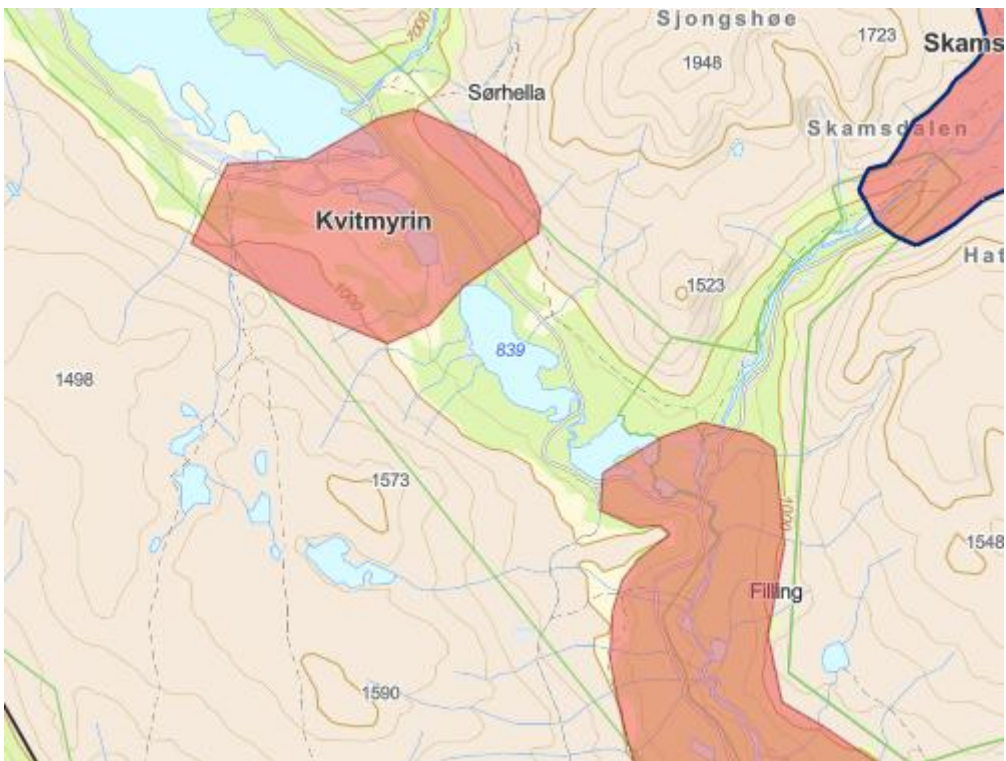 Sjongshøe
1000
1723
Skams
1948
Sørhella
Skamsdalen
Kvitmyrin
Hat
1523
1000
839
1498
1573
1000
1548
Filling
1590